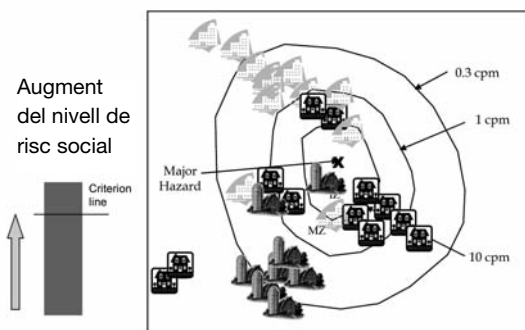 Augment
del nivell de
risc social
Criterion
line
0.3 cpm
1 cpm
Major
Hazard
MZ
10 cpm